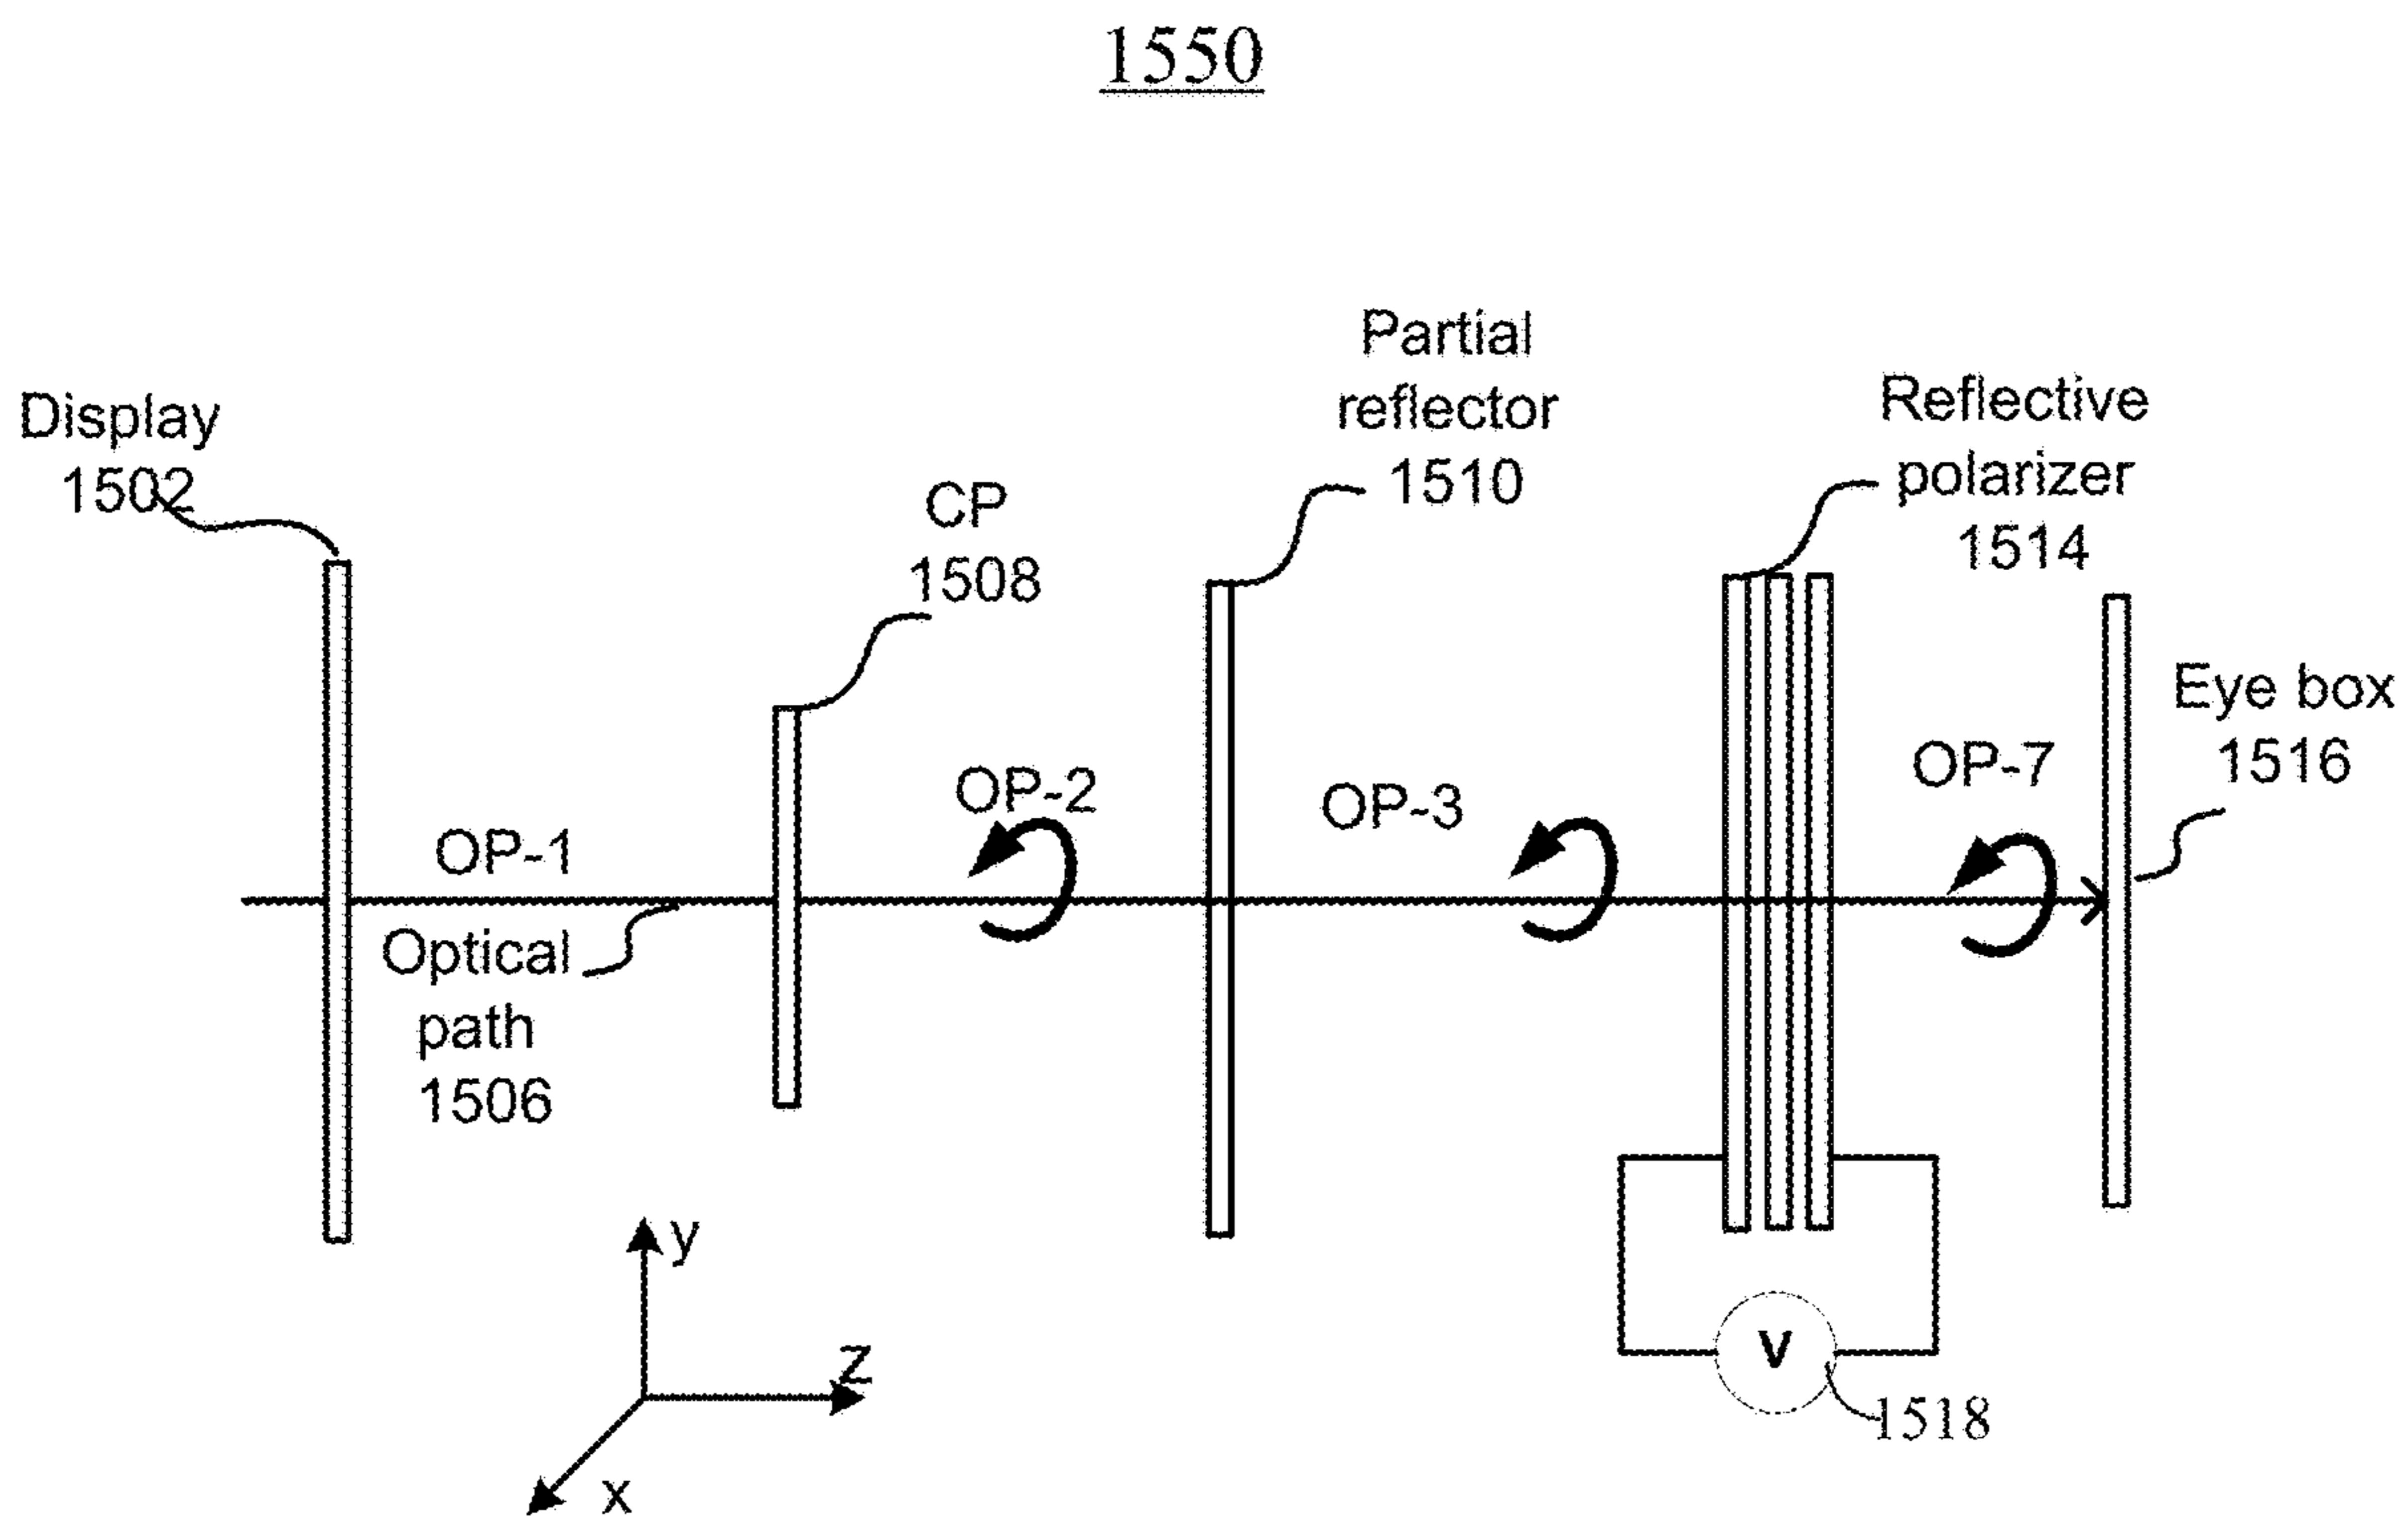 1550
Display
1502
CP
1508
Partial
reflector
1510
Reflective
polarizer
1514
Eye box
1516
OP-1
OP-2
OP-3
OP-7
Optical
path
1506
y
z
x
V
1518